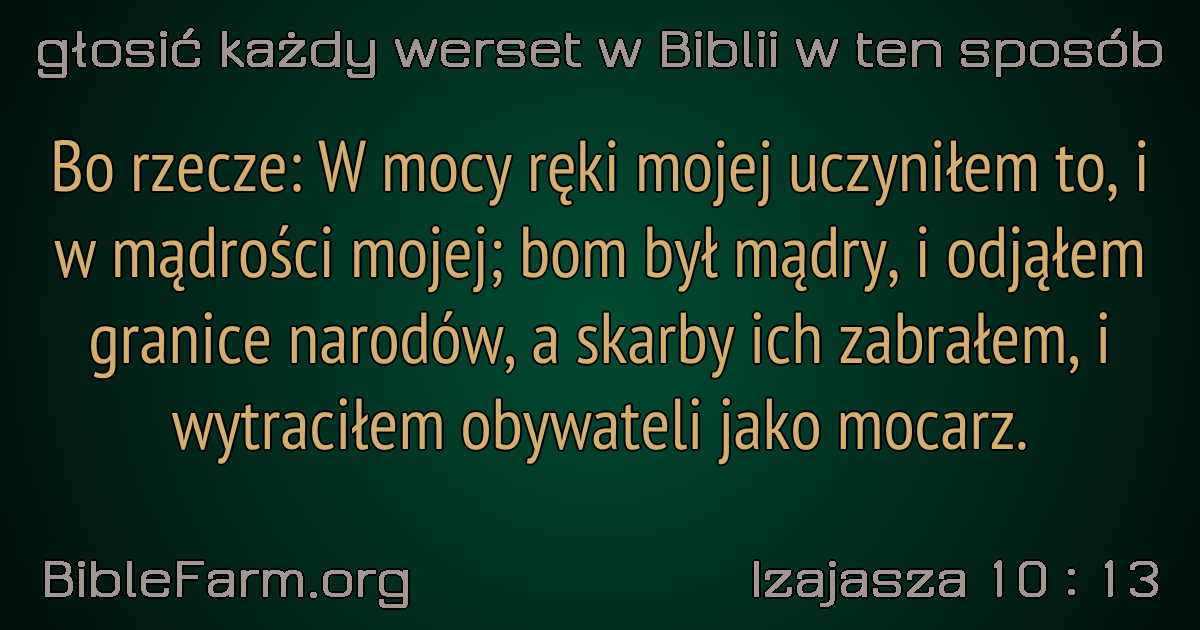 głosić każdy werset w Biblii w ten sposób
Bo rzecze: W mocy ręki mojej uczyniłem to, i
w mądrości mojej; bom był mądry, i odjąłem
granice narodów, a skarby ich zabrałem, i
wytraciłem obywateli jako mocarz.
BibleFarm.org
Izajasza 10 : 13